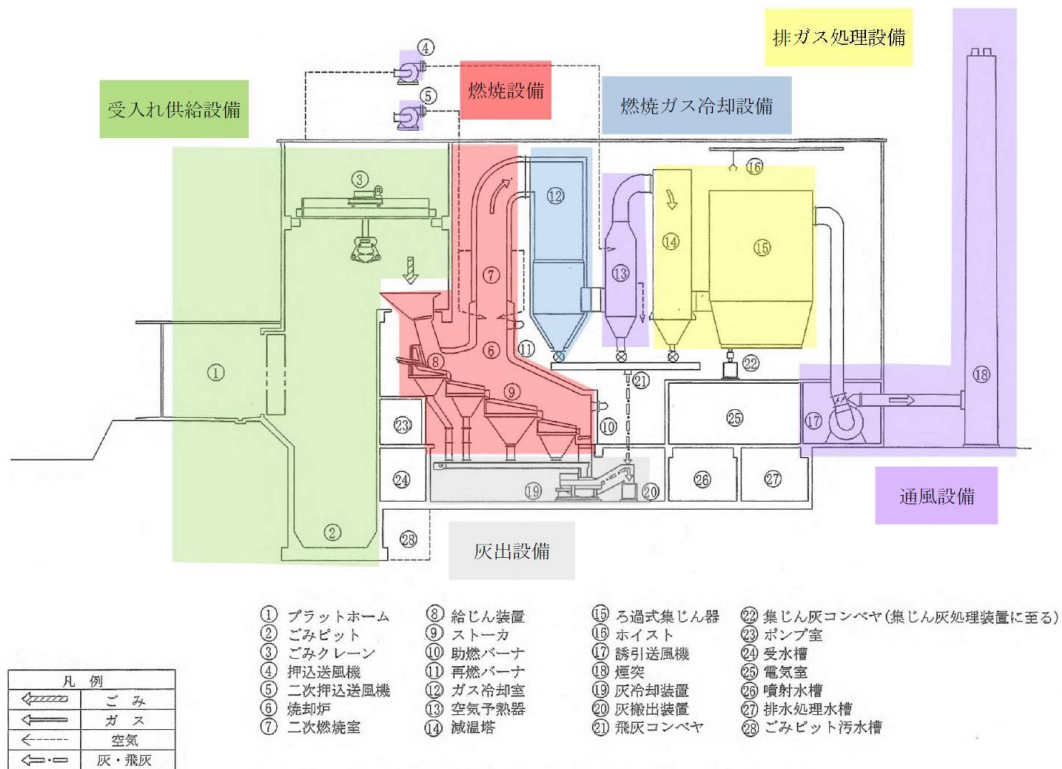 ④
⑤
受入れ供給設備
燃焼設備
燃焼ガス冷却設備
排ガス処理設備
③
⑯
⑫
⑭
⑮
⑬
⑦
⑥
⑪
⑧
⑨
⑩
①
㉑
㉒
⑱
㉓
㉕
⑰
㉔
⑲
⑳
㉖
㉗
②
㉘
灰出設備
通風設備
① プラットホーム
② ごみピット
③ ごみクレーン
④ 押込送風機
⑤ 二次押込送風機
⑥ 焼却炉
⑦ 二次燃焼室
⑧ 給じん装置
⑨ ストーカ
⑩ 助燃バーナ
⑪ 再燃バーナ
⑫ ガス冷却室
⑬ 空気予熱器
⑭ 減温塔
⑮ ろ過式集じん器
⑯ ホイスト
⑰ 誘引送風機
⑱ 煙突
⑲ 灰冷却装置
⑳ 灰搬出装置
㉑ 飛灰コンベヤ
㉒ 集じん灰コンベヤ(集じん灰処理装置に至る)
㉓ ポンプ室
㉔ 受水槽
㉕ 電気室
㉖ 噴射水槽
㉗ 排水処理水槽
㉘ ごみピット汚水槽
凡例
ごみ
ガス
空気
灰・飛灰